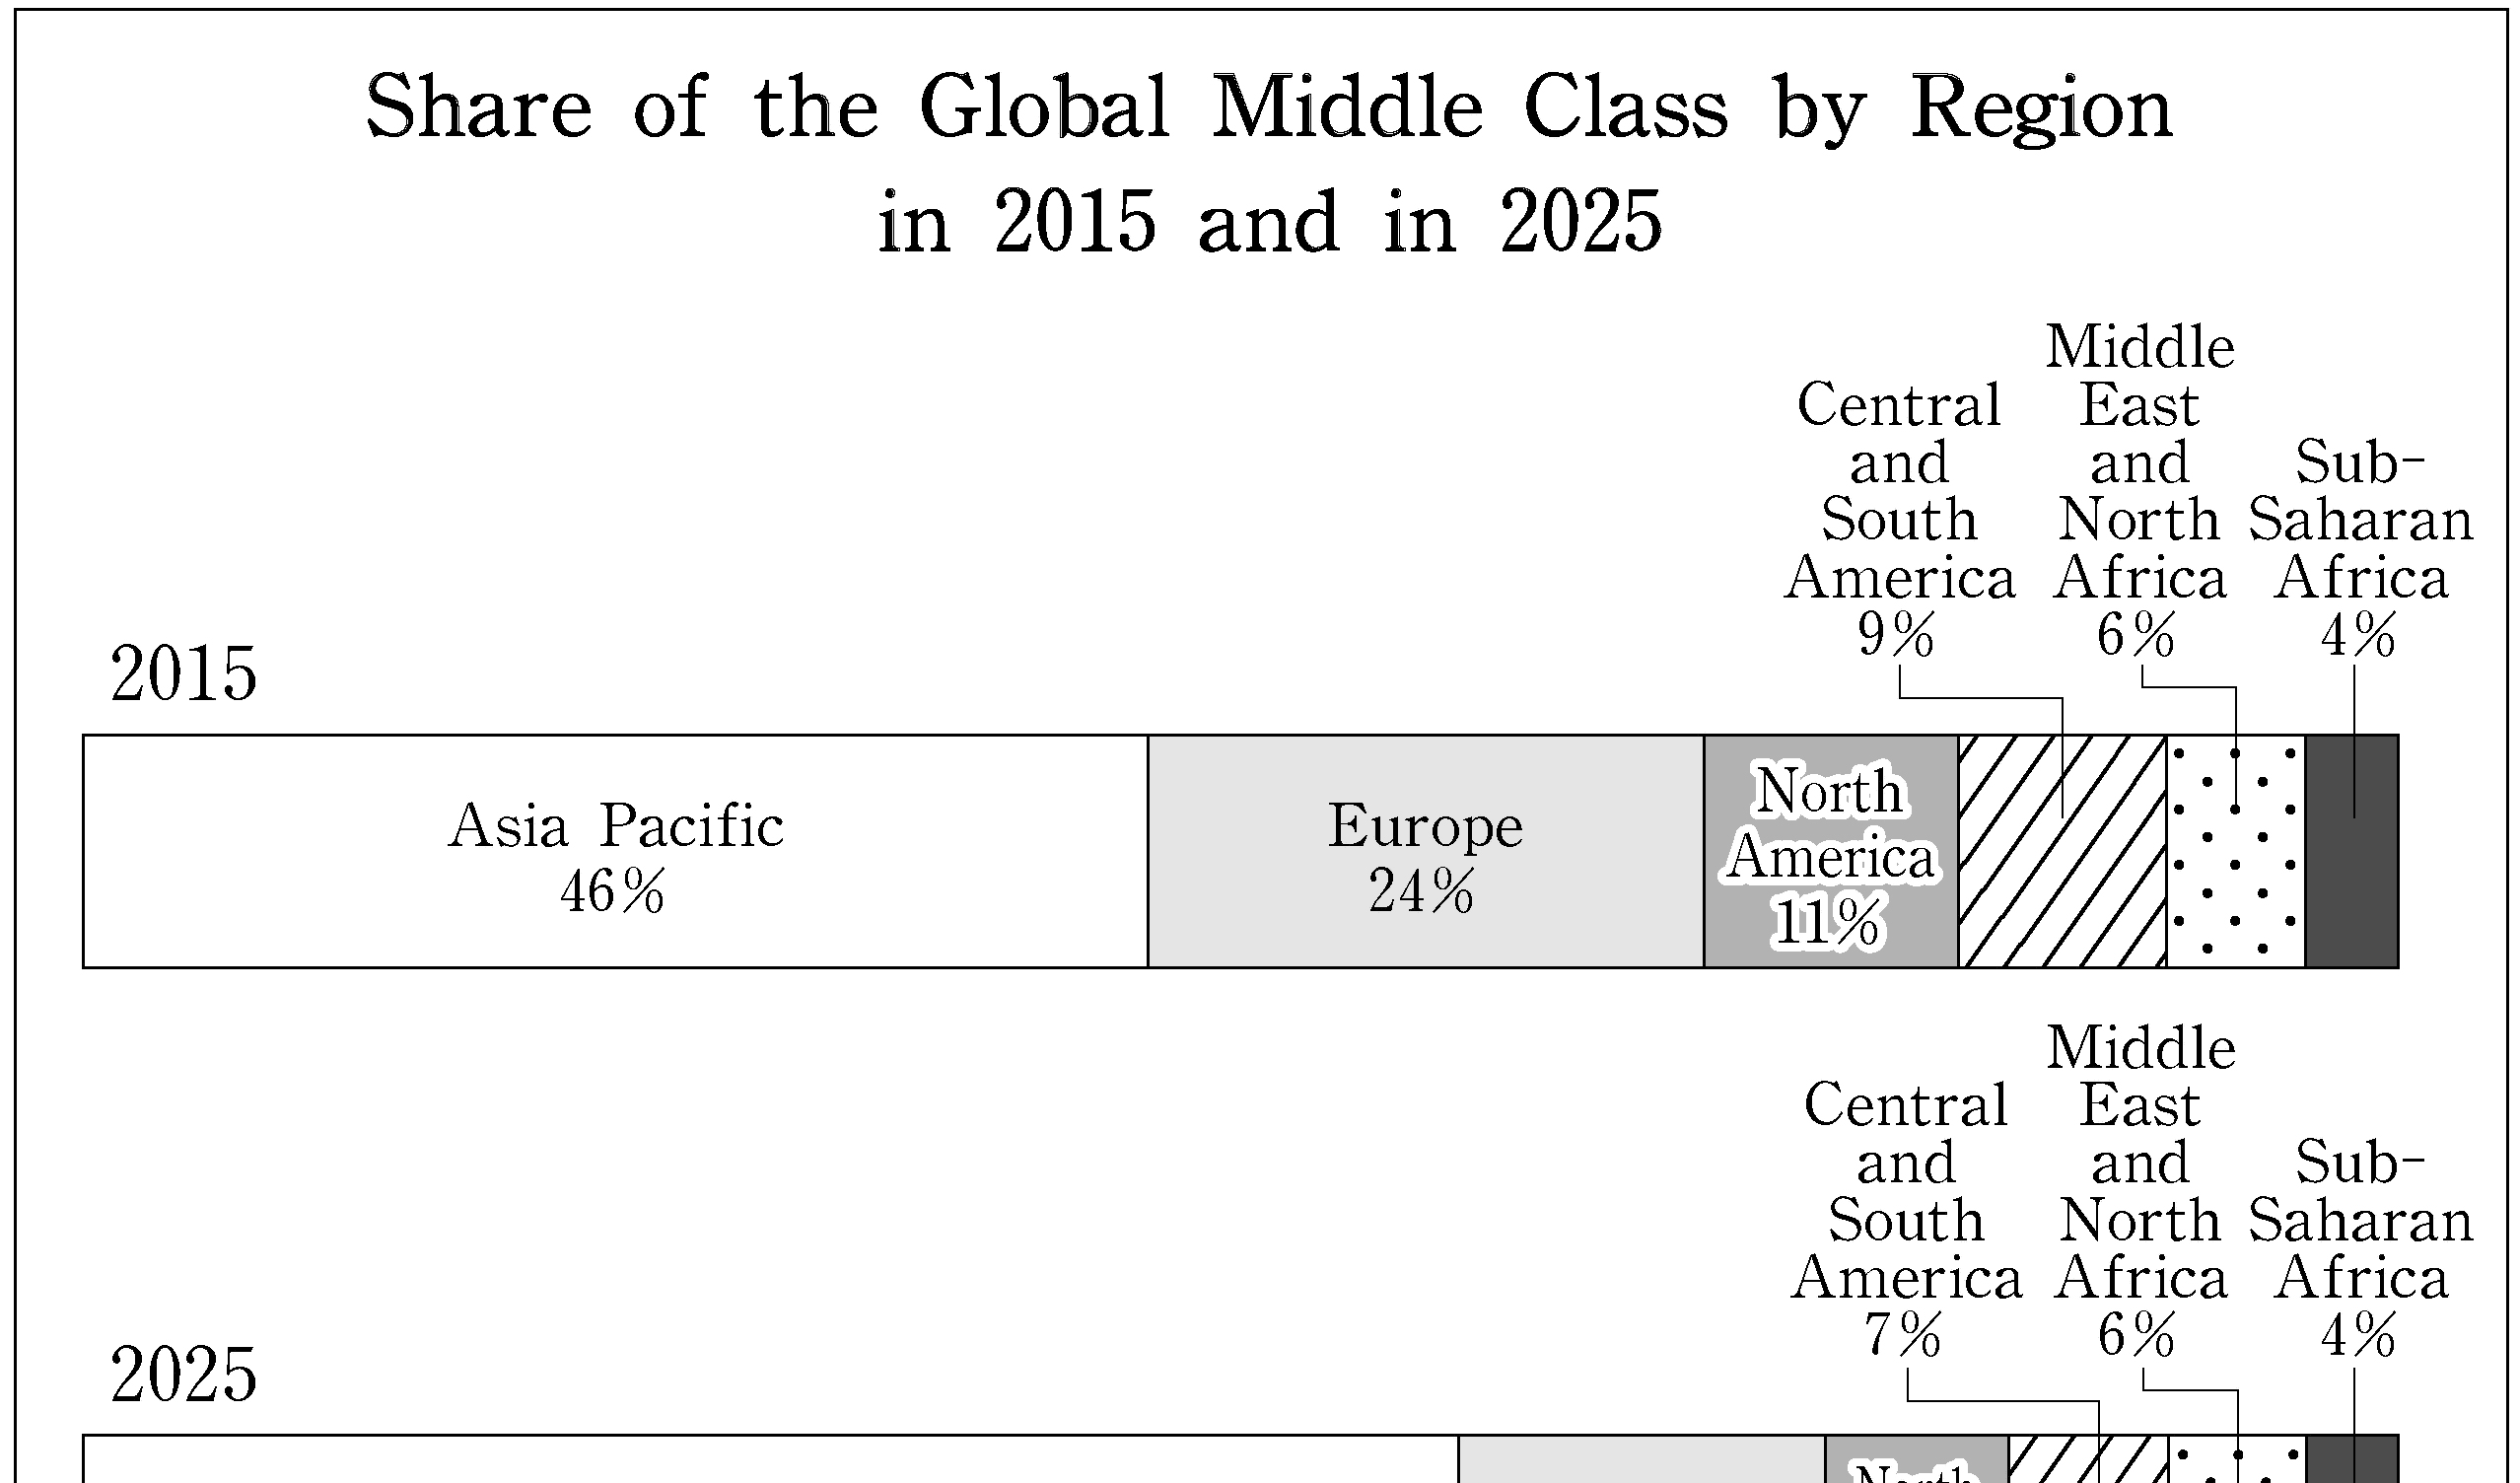 Share of the Global Middle Class by Region
in 2015 and in 2025
2015
Central
and
South
America
9%
Middle
East
and
North
Africa
6%
Sub-
Saharan
Africa
4%
Asia Pacific
46%
Europe
24%
North
America
11%
2025
Central
and
South
America
7%
Middle
East
and
North
Africa
6%
Sub-
Saharan
Africa
4%
North